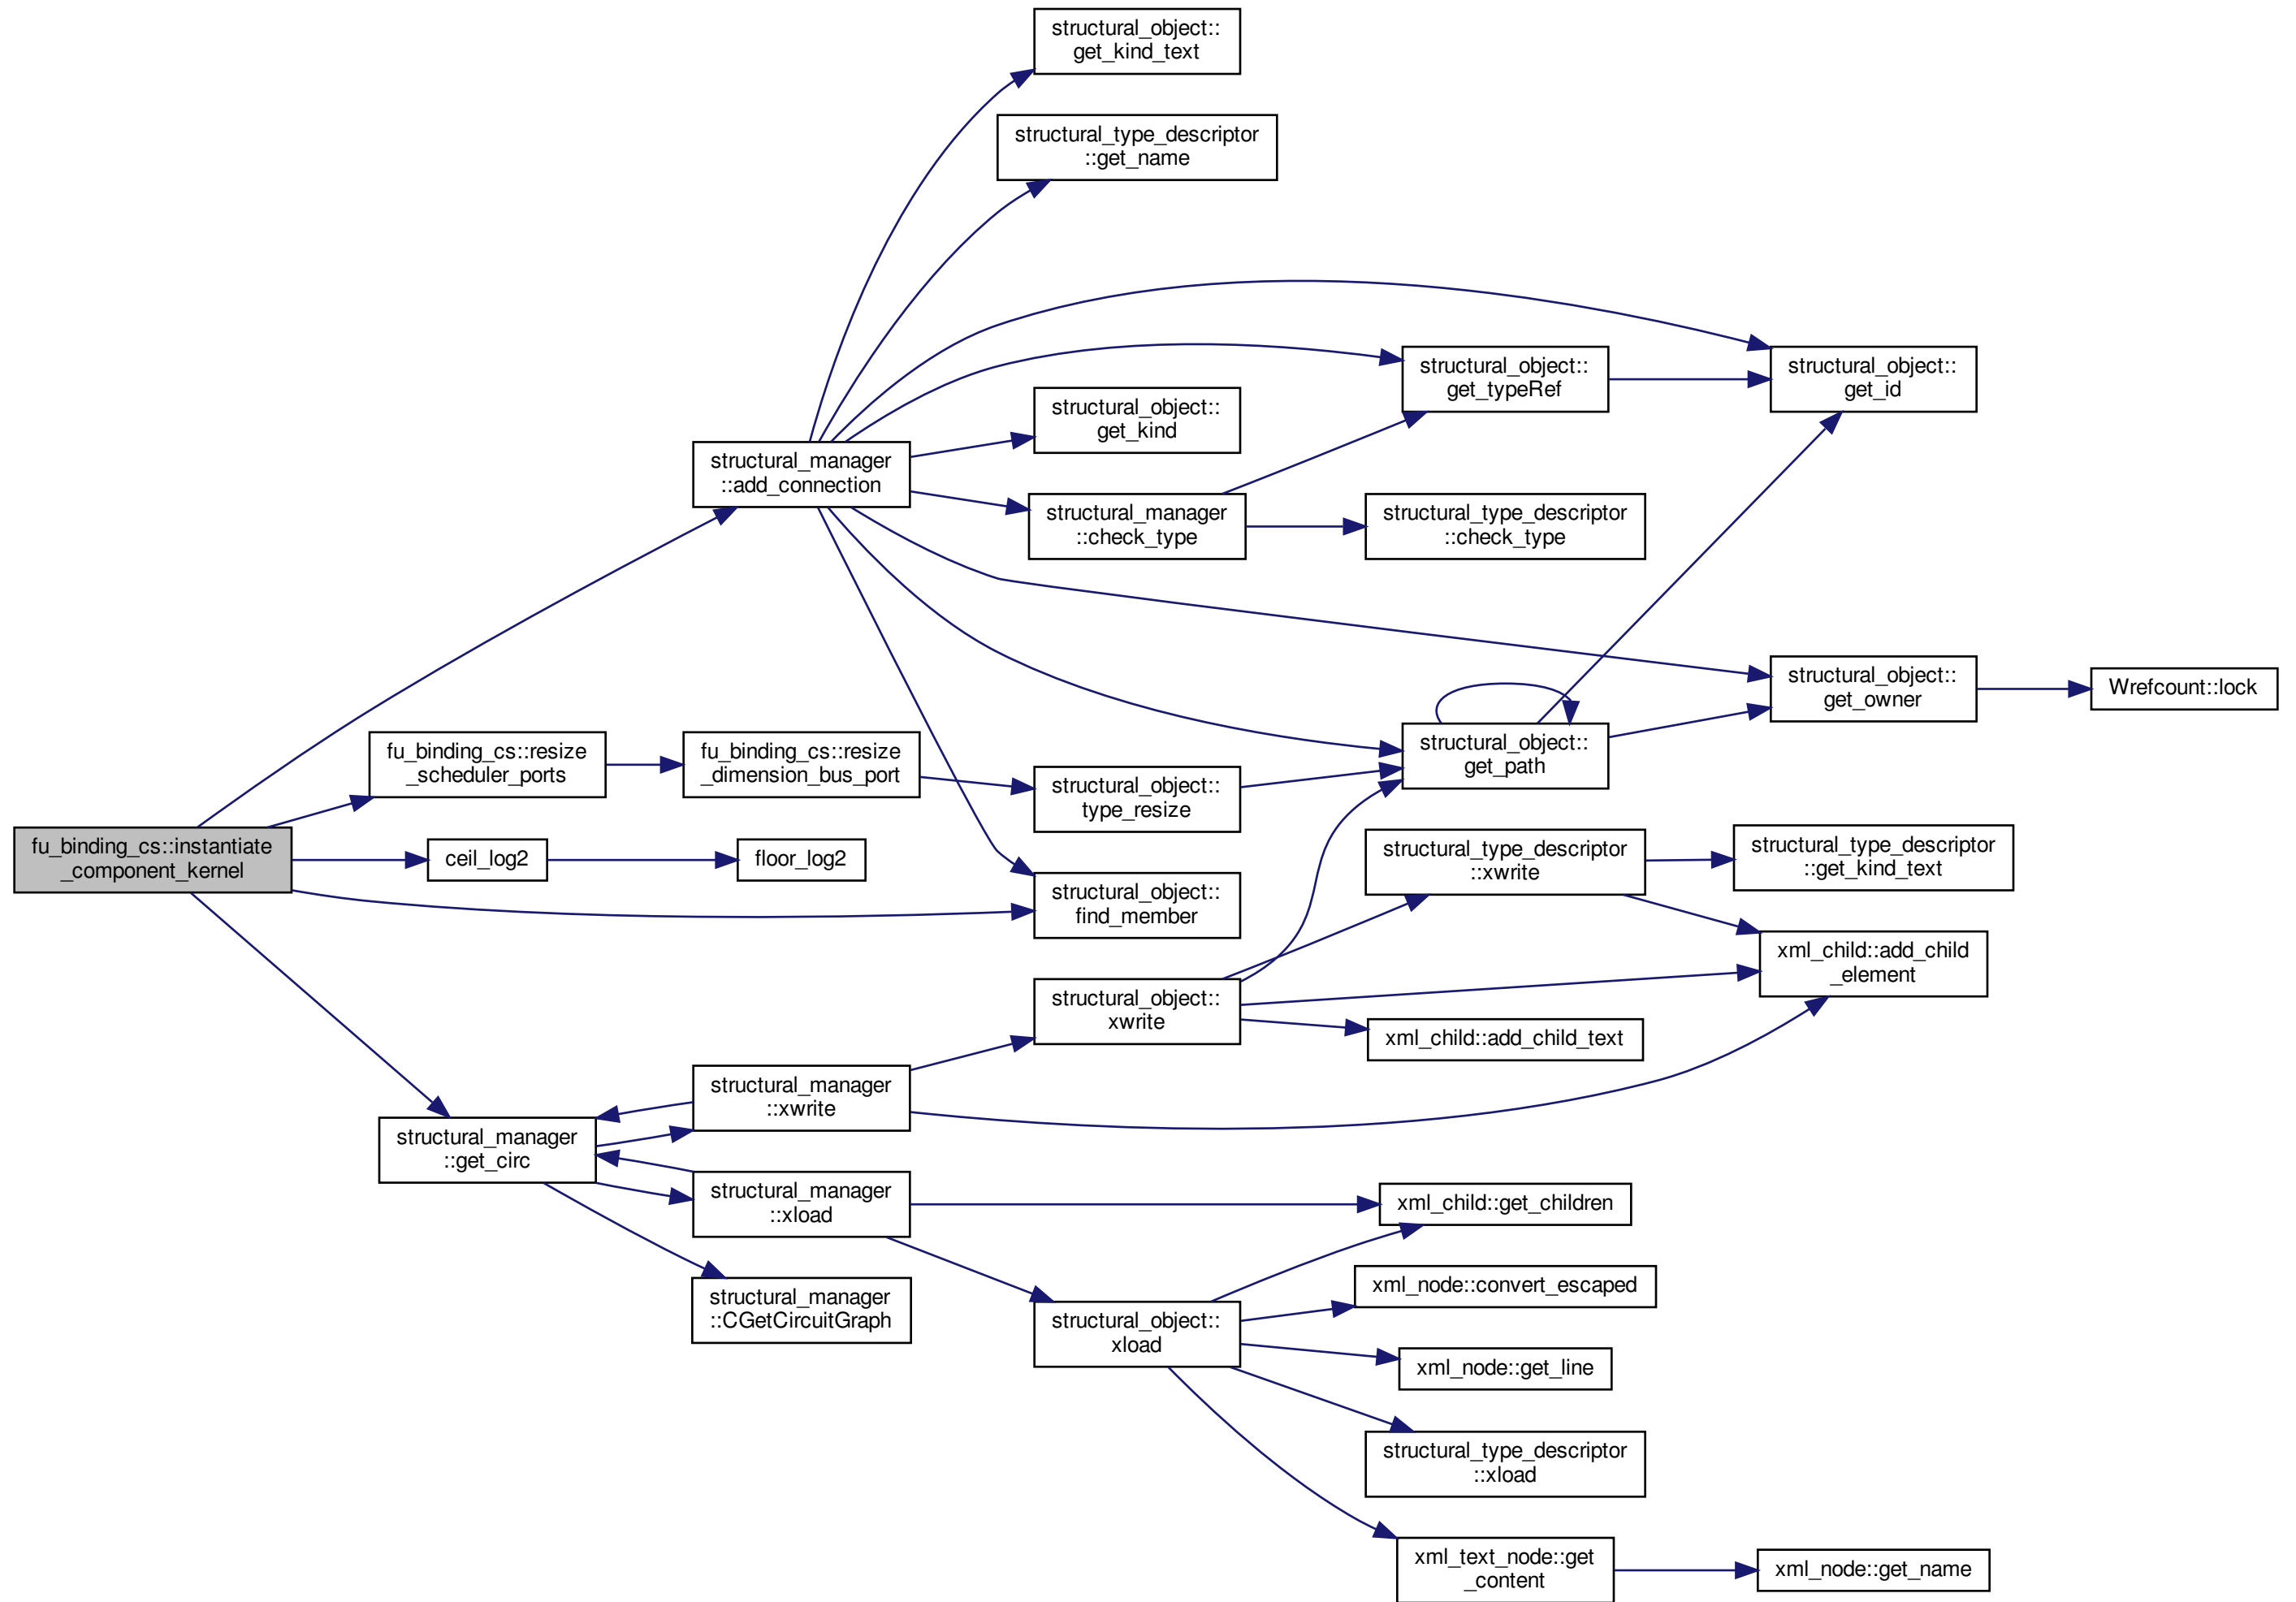 structural_object::
get_kind_text
structural_type_descriptor
::get_name
structural_object::
get_typeRef
structural_object::
get_id
structural_object::
get_kind
structural_manager
::add_connection
structural_manager
::check_type
structural_type_descriptor
::check_type
structural_object::
get_owner
Wrefcount::lock
structural_object::
get_path
fu_binding_cs::resize
_scheduler_ports
fu_binding_cs::resize
_dimension_bus_port
structural_object::
type_resize
fu_binding_cs::instantiate
_component_kernel
ceil_log2
floor_log2
structural_type_descriptor
::xwrite
structural_type_descriptor
::get_kind_text
structural_object::
find_member
xml_child::add_child
_element
structural_object::
xwrite
xml_child::add_child_text
structural_manager
::xwrite
structural_manager
::get_circ
structural_manager
::xload
xml_child::get_children
xml_node::convert_escaped
structural_manager
::CGetCircuitGraph
structural_object::
xload
xml_node::get_line
structural_type_descriptor
::xload
xml_text_node::get
_content
xml_node::get_name